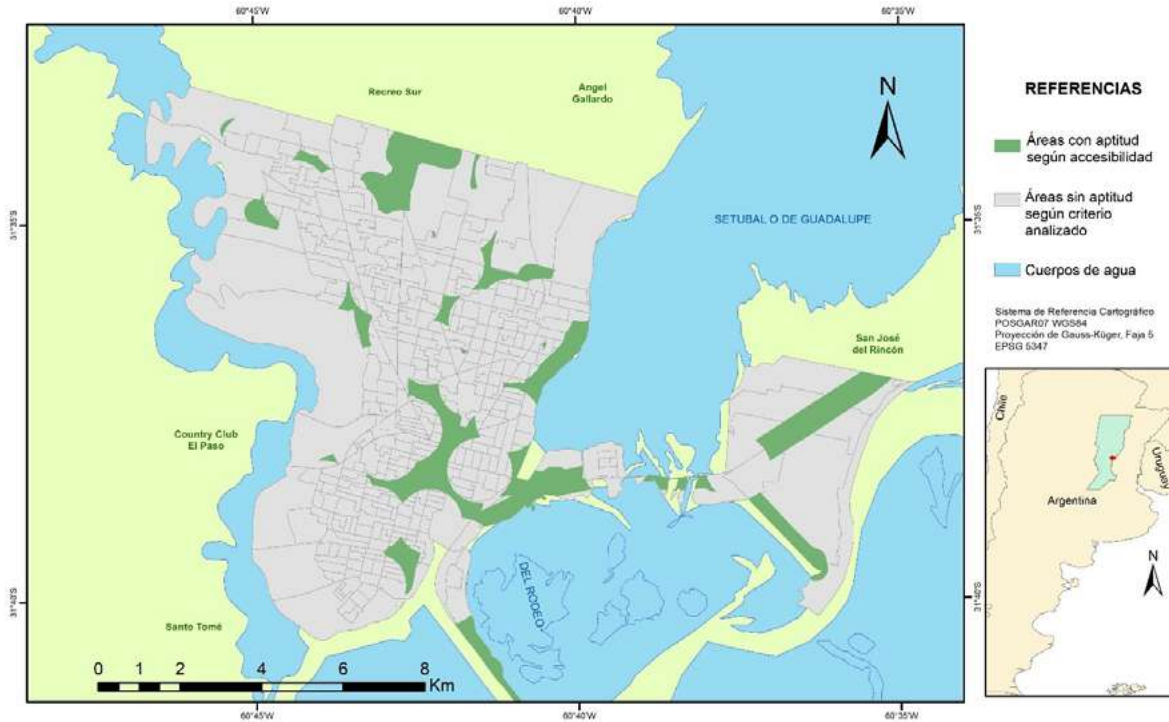 60°45'W
60°40'W
60°35'W
Recreo Sur
Angel
Gallardo
N
REFERENCIAS
Áreas con aptitud
según accesibilidad
Áreas sin aptitud
según criterio
analizado
Cuerpos de agua
Sistema de Referencia Cartográfico
POSGAR07 WGS84
Proyección de Gauss-Küger, Faja 5
EPSG 5347
31°35'S
31°35'S
SETUBAL O DE GUADALUPE
San José
del Rincón
Country Club
El Paso
Chile
Uruguay
Argentina
N
DEL RODEO
31°40'S
31°40'S
Santo Tomé
0 1 2 4 6 8
Km
60°45'W
60°40'W
60°35'W